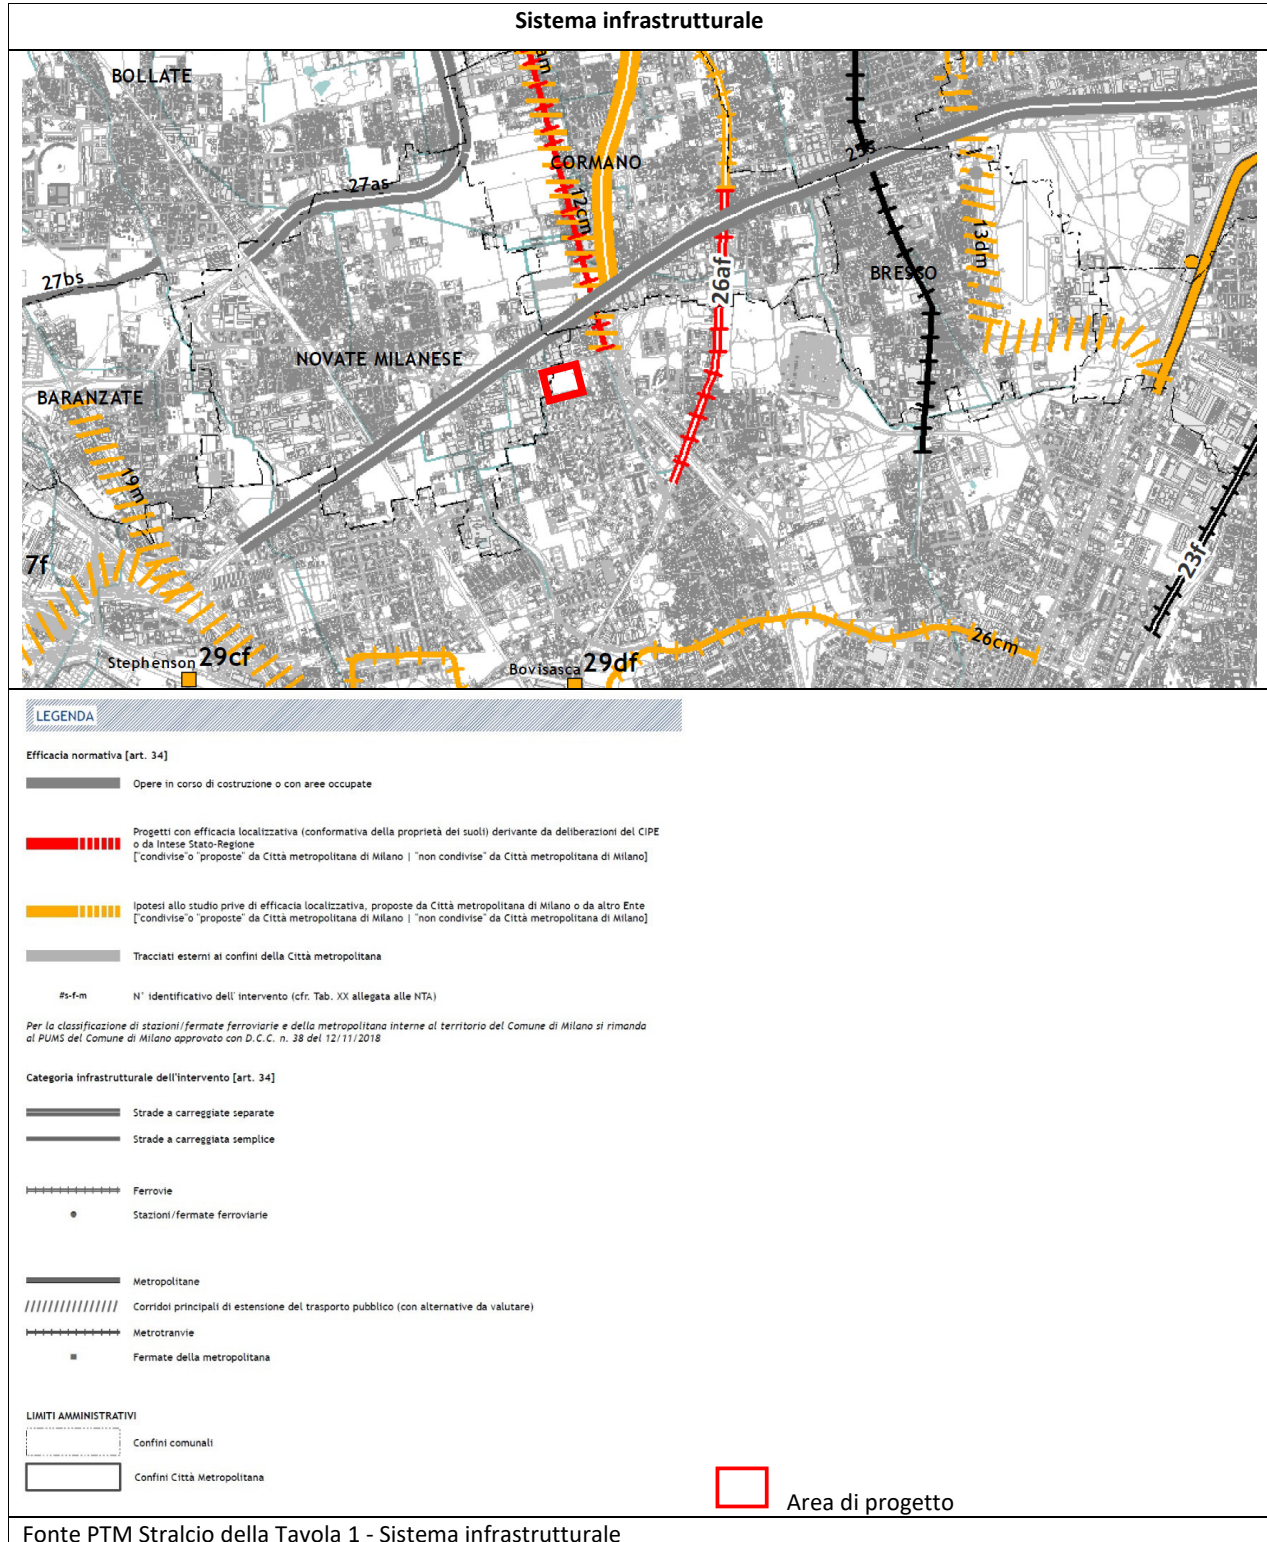 Sistema infrastrutturale
BOLLATE
CORMANO
27as
25s
12cm
27bs
26af
BRESSO
13dm
NOVATE MILANESE
BARANZATE
19m
7f
23f
Stephenson 29cf
Bovisasca 29df
26cm
LEGENDA
Efficacia normativa [art. 34]
Opere in corso di costruzione o con aree occupate
Progetti con efficacia localizzativa (conformativa della proprietà dei suoli) derivante da deliberazioni del CIPE
o da Intese Stato-Regione
["condivise"o "proposte" da Città metropolitana di Milano | "non condivise" da Città metropolitana di Milano]
Ipotesi allo studio prive di efficacia localizzativa, proposte da Città metropolitana di Milano o da altro Ente
["condivise"o "proposte" da Città metropolitana di Milano | "non condivise" da Città metropolitana di Milano]
Tracciati esterni ai confini della Città metropolitana
#s-f-m N° identificativo dell' intervento (cfr. Tab. XX allegata alle NTA)
Per la classificazione di stazioni/fermate ferroviarie e della metropolitana interne al territorio del Comune di Milano si rimanda
al PUMS del Comune di Milano approvato con D.C.C. n. 38 del 12/11/2018
Categoria infrastrutturale dell'intervento [art. 34]
Strade a carreggiate separate
Strade a carreggiata semplice
Ferrovie
Stazioni/fermate ferroviarie
Metropolitane
Corridoi principali di estensione del trasporto pubblico (con alternative da valutare)
Metrotranvie
Fermate della metropolitana
LIMITI AMMINISTRATIVI
Confini comunali
Confini Città Metropolitana
Area di progetto
Fonte PTM Stralcio della Tavola 1 - Sistema infrastrutturale